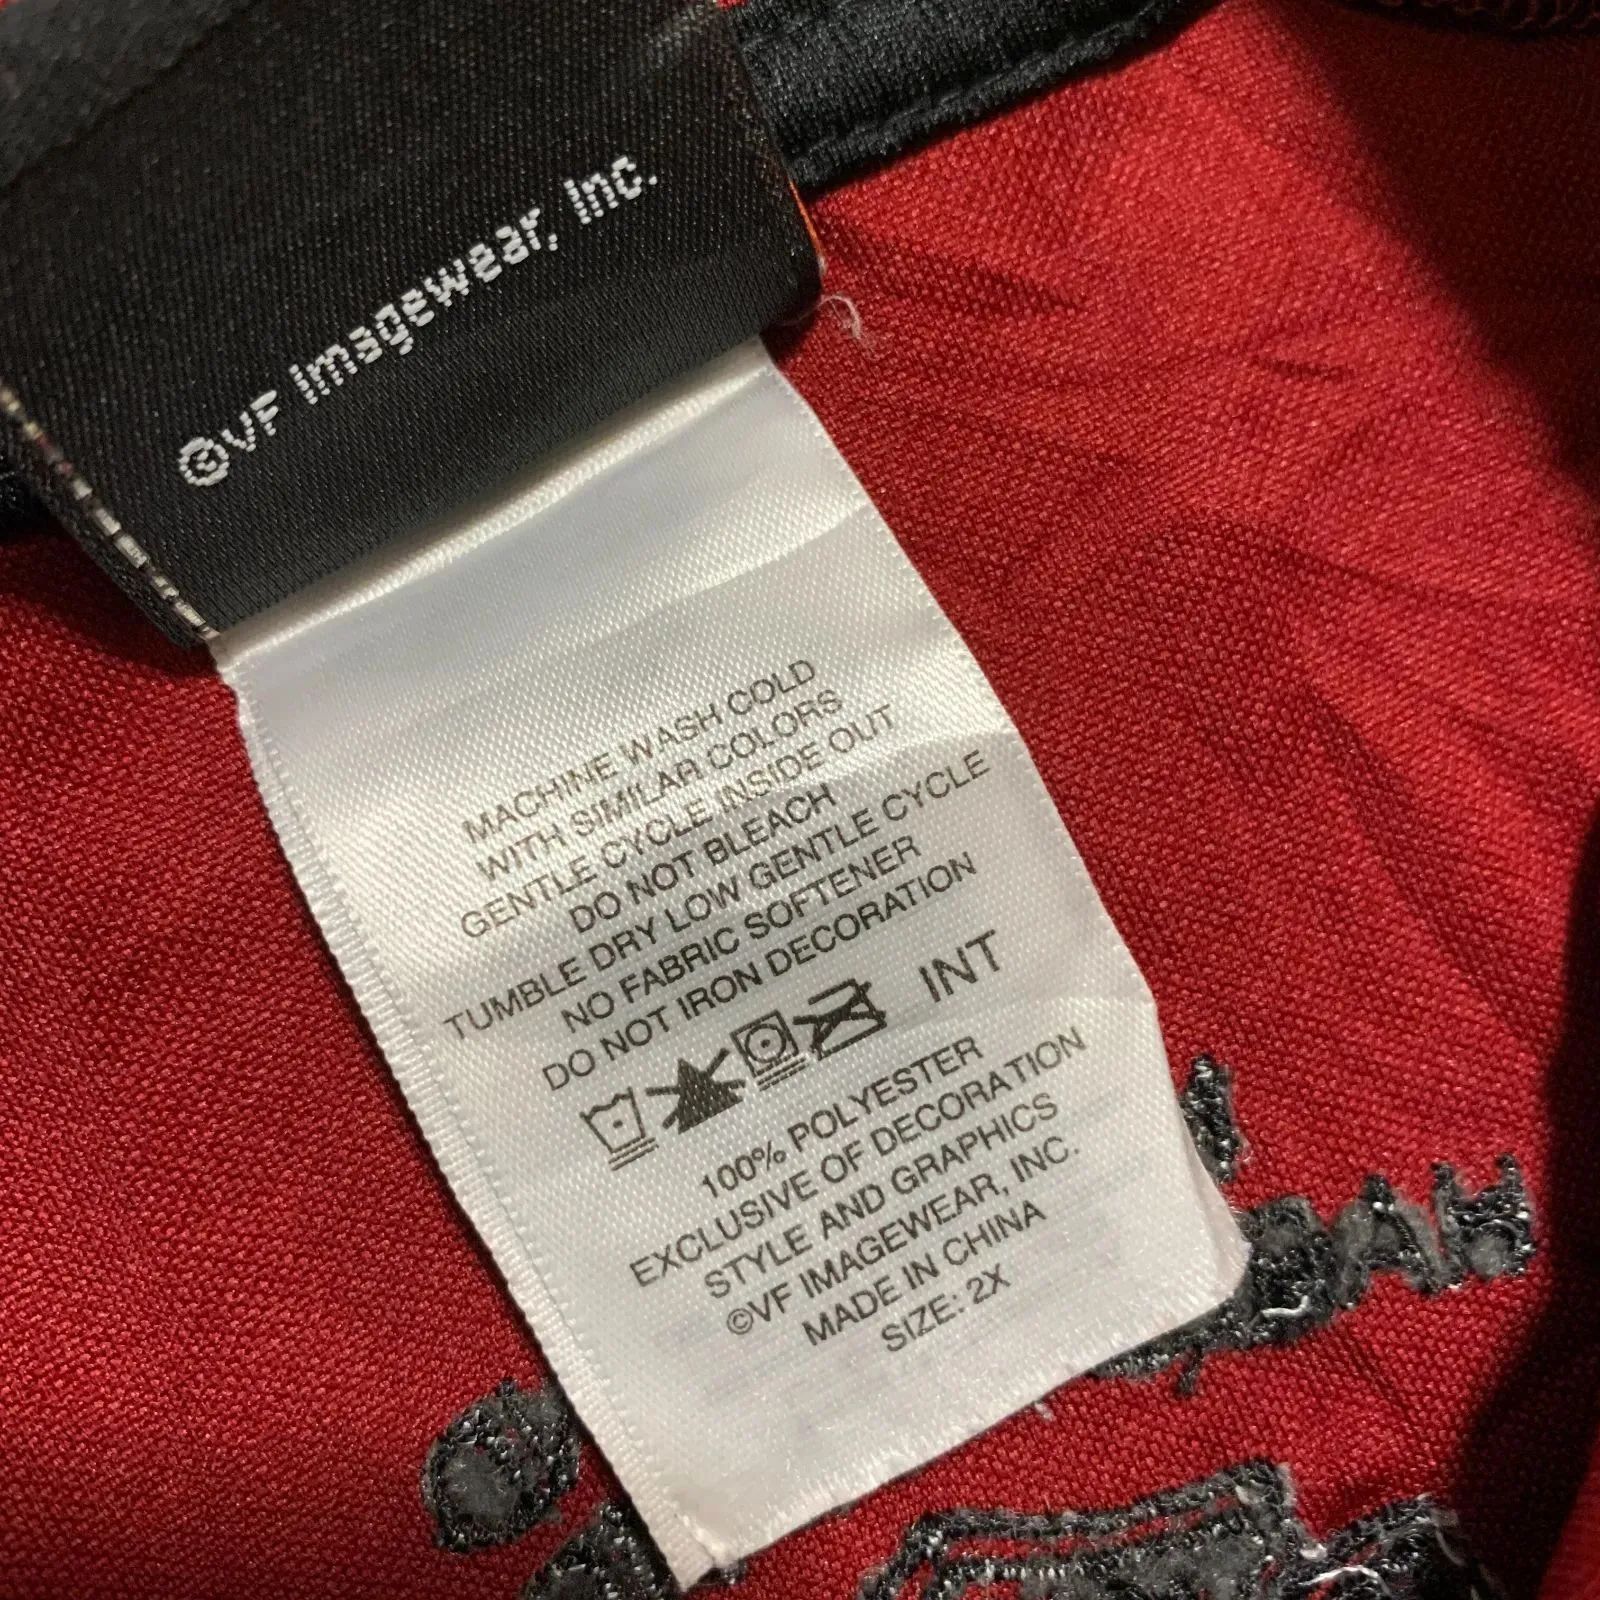 ©VF Imagewear, Inc.
MACHINE WASH COLD
WITH SIMILAR COLORS
GENTLE CYCLE INSIDE OUT
DO NOT BLEACH
TUMBLE DRY LOW GENTLE CYCLE
NO FABRIC SOFTENER
DO NOT IRON DECORATION
INT
100% POLYESTER
EXCLUSIVE OF DECORATION
STYLE AND GRAPHICS
©VF IMAGEWEAR, INC.
MADE IN CHINA
SIZE: 2X